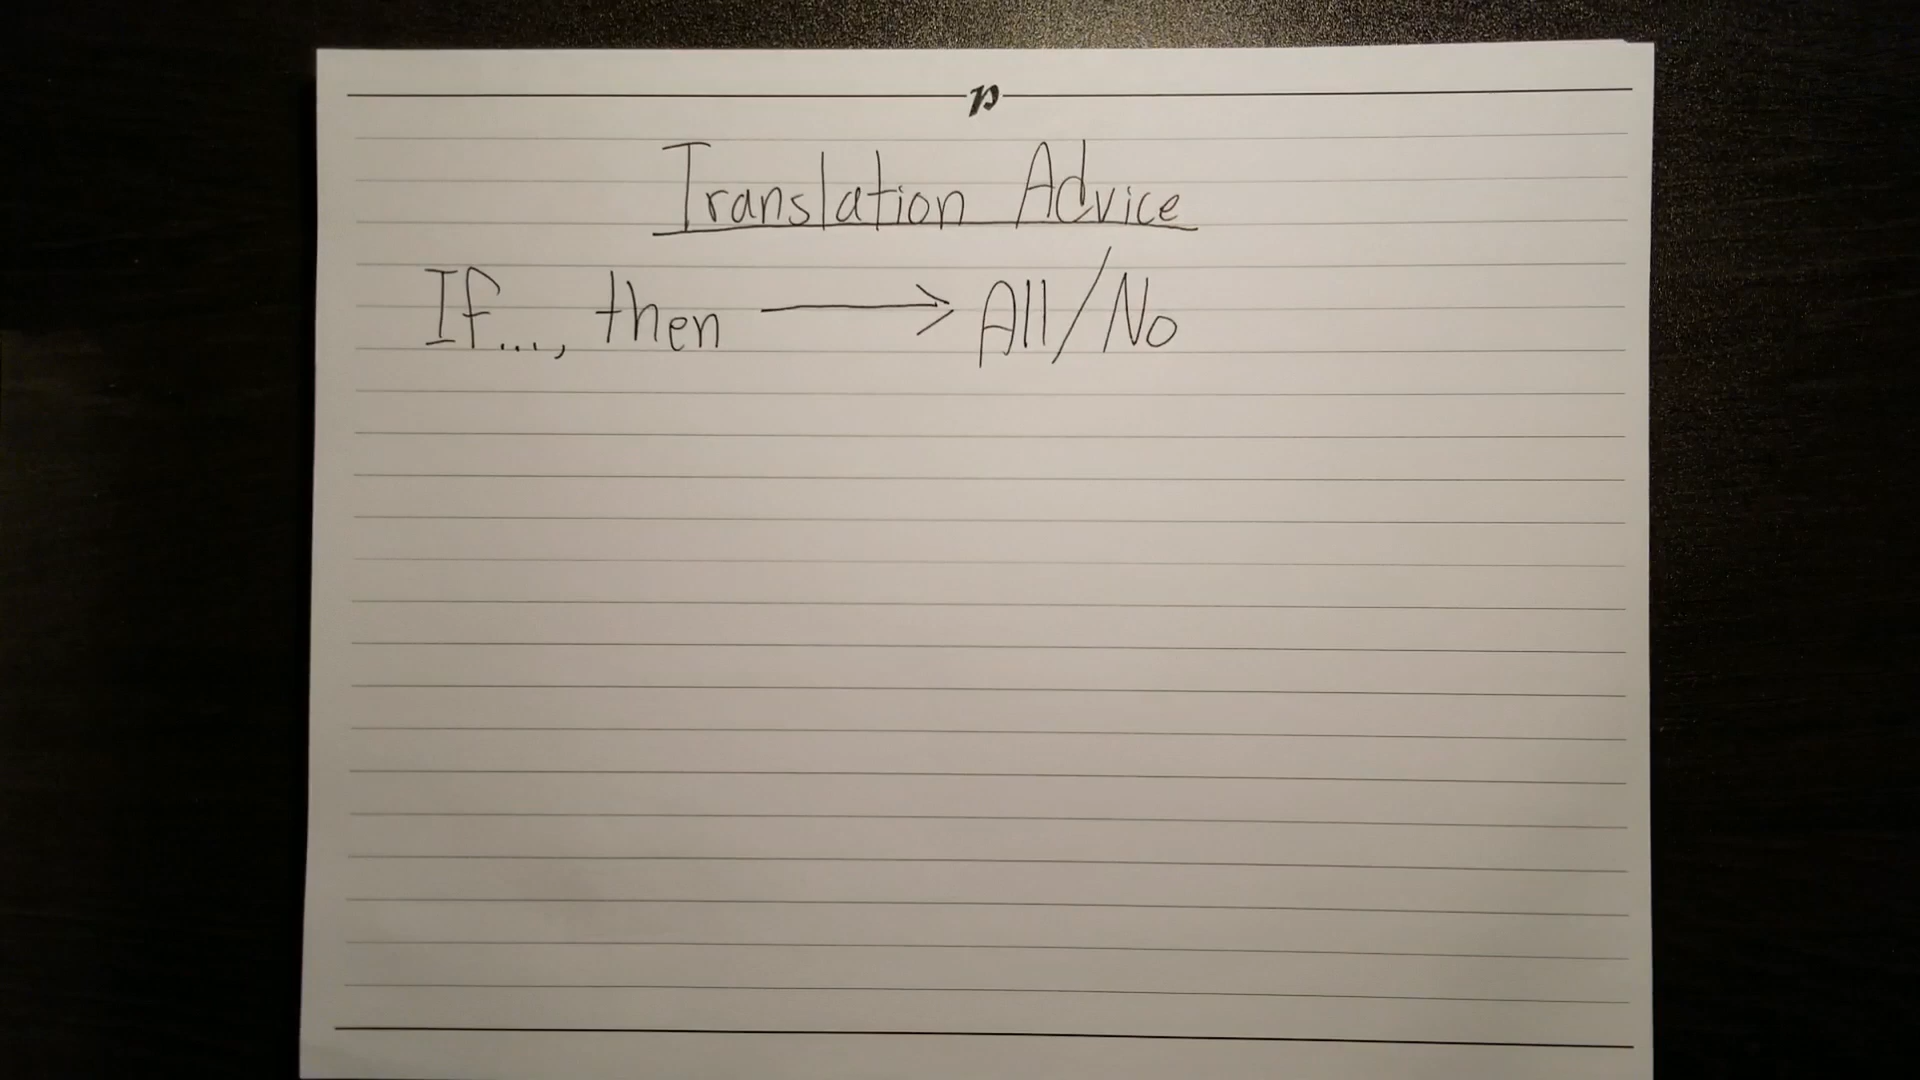 p
Translation Advice
If..., then → All/No